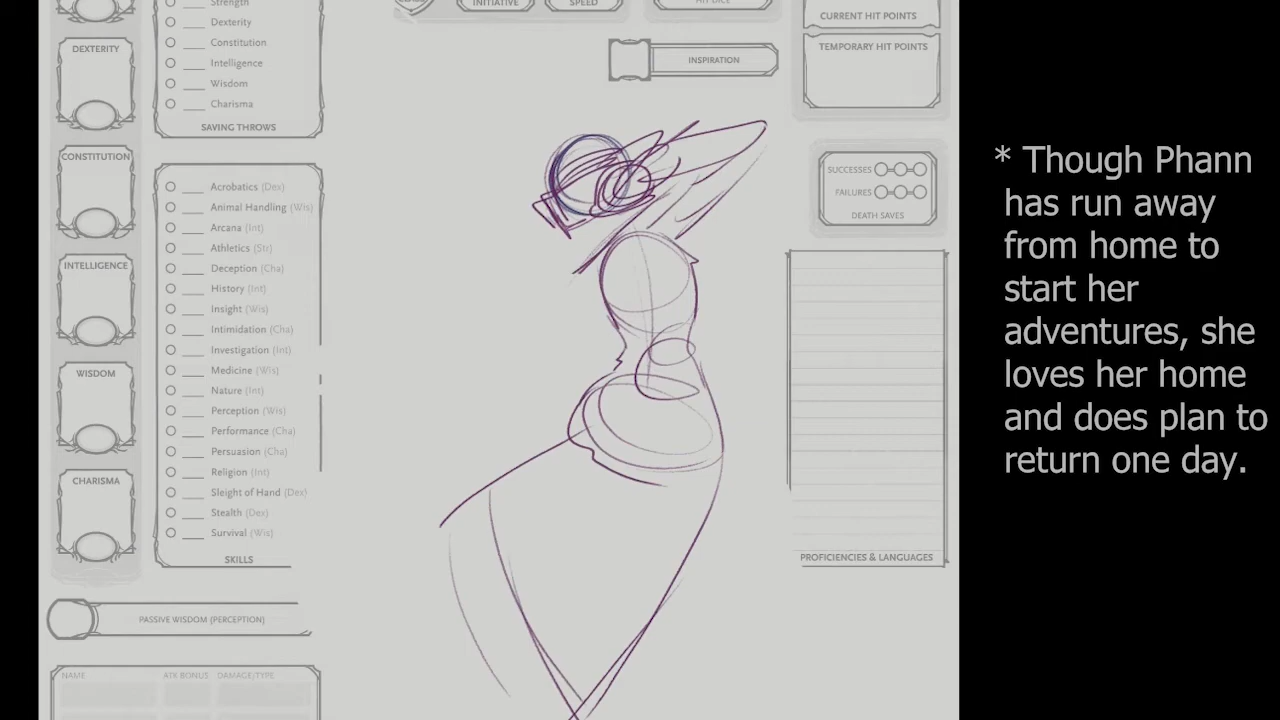 Strength
Dexterity
Constitution
Intelligence
Wisdom
Charisma
SAVING THROWS
DEXTERITY
CONSTITUTION
INTELLIGENCE
WISDOM
CHARISMA
Acrobatics (Dex)
Animal Handling (Wis)
Arcana (Int)
Athletics (Str)
Deception (Cha)
History (Int)
Insight (Wis)
Intimidation (Cha)
Investigation (Int)
Medicine (Wis)
Nature (Int)
Perception (Wis)
Performance (Cha)
Persuasion (Cha)
Religion (Int)
Sleight of Hand (Dex)
Stealth (Dex)
Survival (Wis)
SKILLS
PASSIVE WISDOM (PERCEPTION)
NAME ATK BONUS DAMAGE/TYPE
INITIATIVE
SPEED
HIT DICE
INSPIRATION
CURRENT HIT POINTS
TEMPORARY HIT POINTS
SUCCESSES
FAILURES
DEATH SAVES
PROFICIENCIES & LANGUAGES
* Though Phann
has run away
from home to
start her
adventures, she
loves her home
and does plan to
return one day.